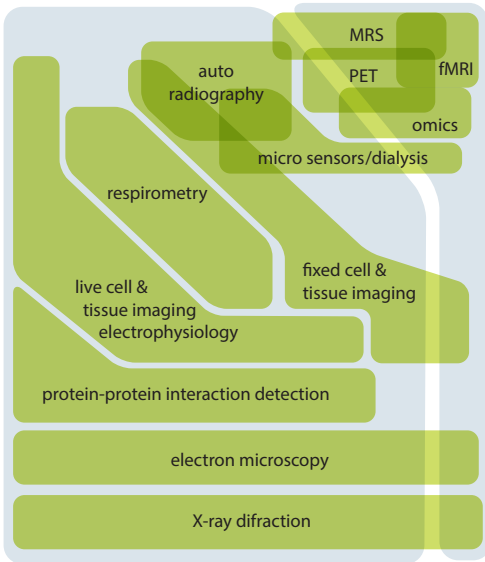 MRS
auto
radiography
PET
fMRI
omics
micro sensors/dialysis
respirometry
fixed cell &
tissue imaging
live cell &
tissue imaging
electrophysiology
protein-protein interaction detection
electron microscopy
X-ray difraction